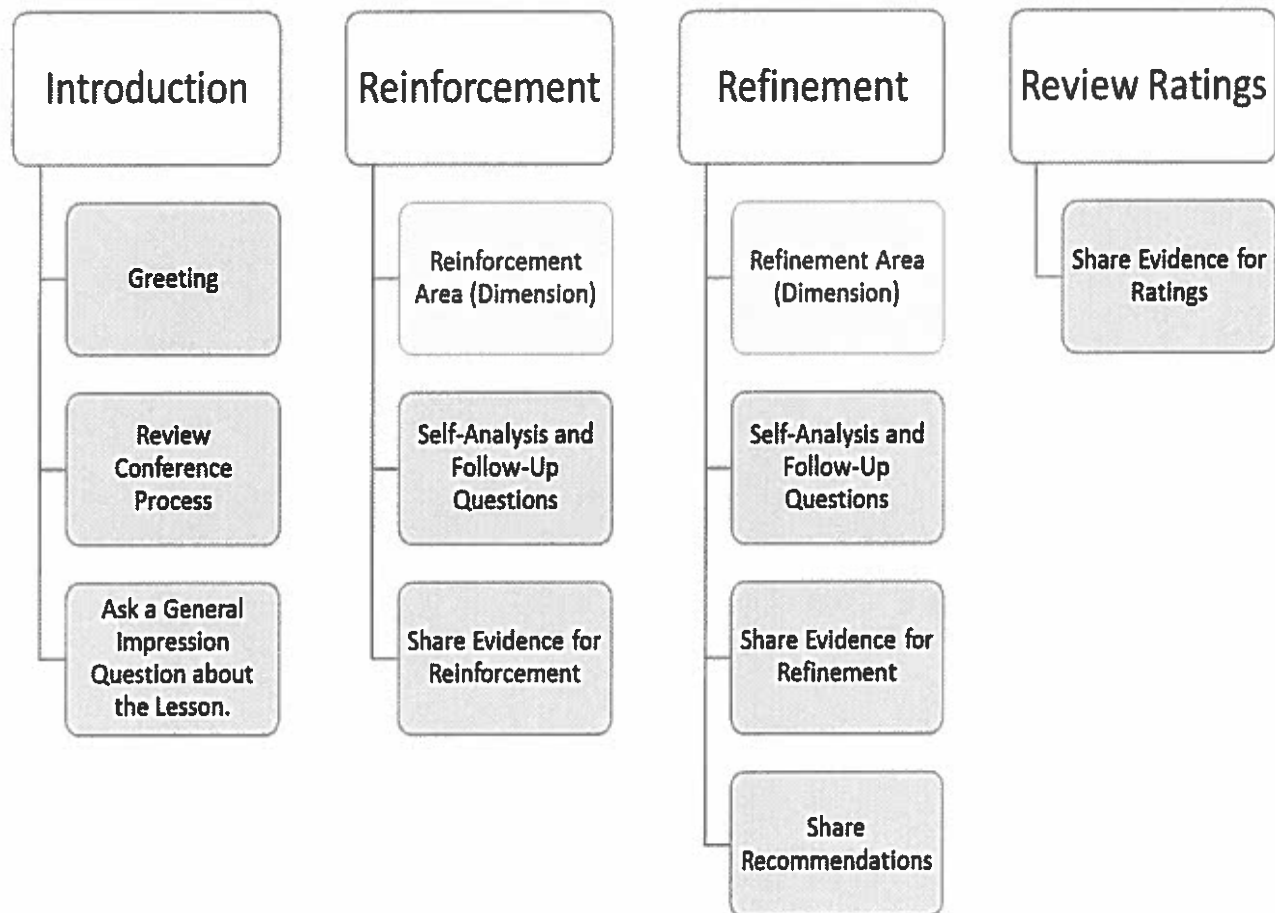 Introduction
Greeting
Review
Conference
Process
Ask a General
Impression
Question about
the Lesson.
Reinforcement
Reinforcement
Area (Dimension)
Self-Analysis and
Follow-Up
Questions
Share Evidence for
Reinforcement
Refinement
Refinement Area
(Dimension)
Self-Analysis and
Follow-Up
Questions
Share Evidence for
Refinement
Share
Recommendations
Review Ratings
Share Evidence for
Ratings